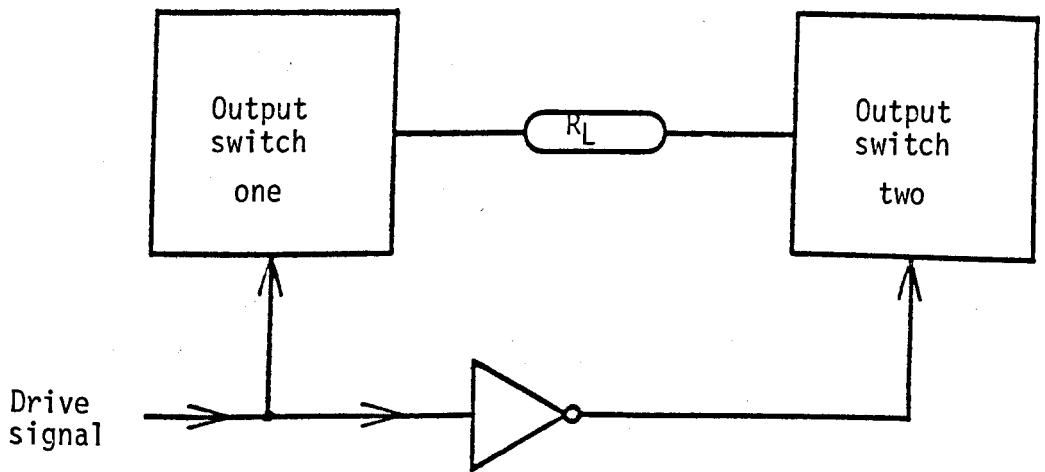 Output
switch
one
R_L
Output
switch
two
Drive
signal